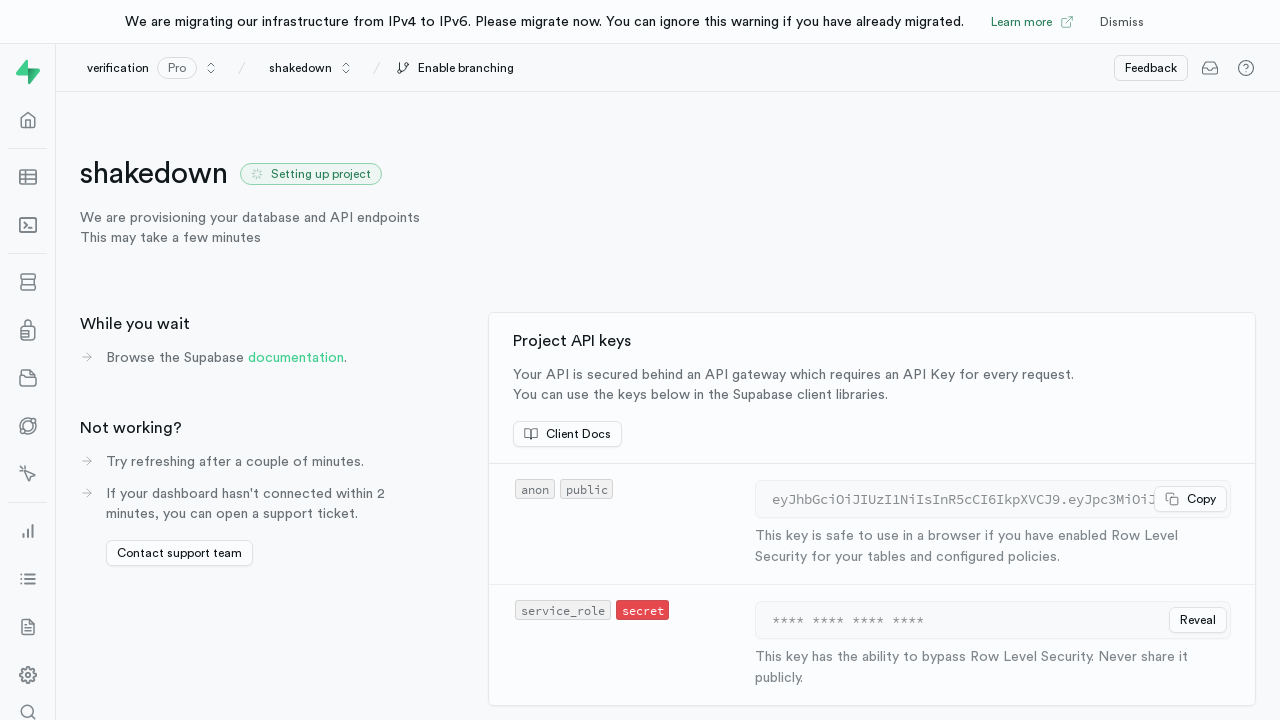 We are migrating our infrastructure from IPv4 to IPv6. Please migrate now. You can ignore this warning if you have already migrated.
Learn more
Dismiss
verification
Pro
/
shakedown
/
Enable branching
Feedback
shakedown
Setting up project
We are provisioning your database and API endpoints
This may take a few minutes
While you wait
Browse the Supabase documentation.
Not working?
Try refreshing after a couple of minutes.
If your dashboard hasn't connected within 2
minutes, you can open a support ticket.
Contact support team
Project API keys
Your API is secured behind an API gateway which requires an API Key for every request.
You can use the keys below in the Supabase client libraries.
Client Docs
anon
public
eyJhbGciOiJIUzI1NiIsInR5cCI6IkpXVCJ9.eyJpc3MiOiJ
Copy
This key is safe to use in a browser if you have enabled Row Level
Security for your tables and configured policies.
service_role
secret
**** **** **** ****
Reveal
This key has the ability to bypass Row Level Security. Never share it
publicly.